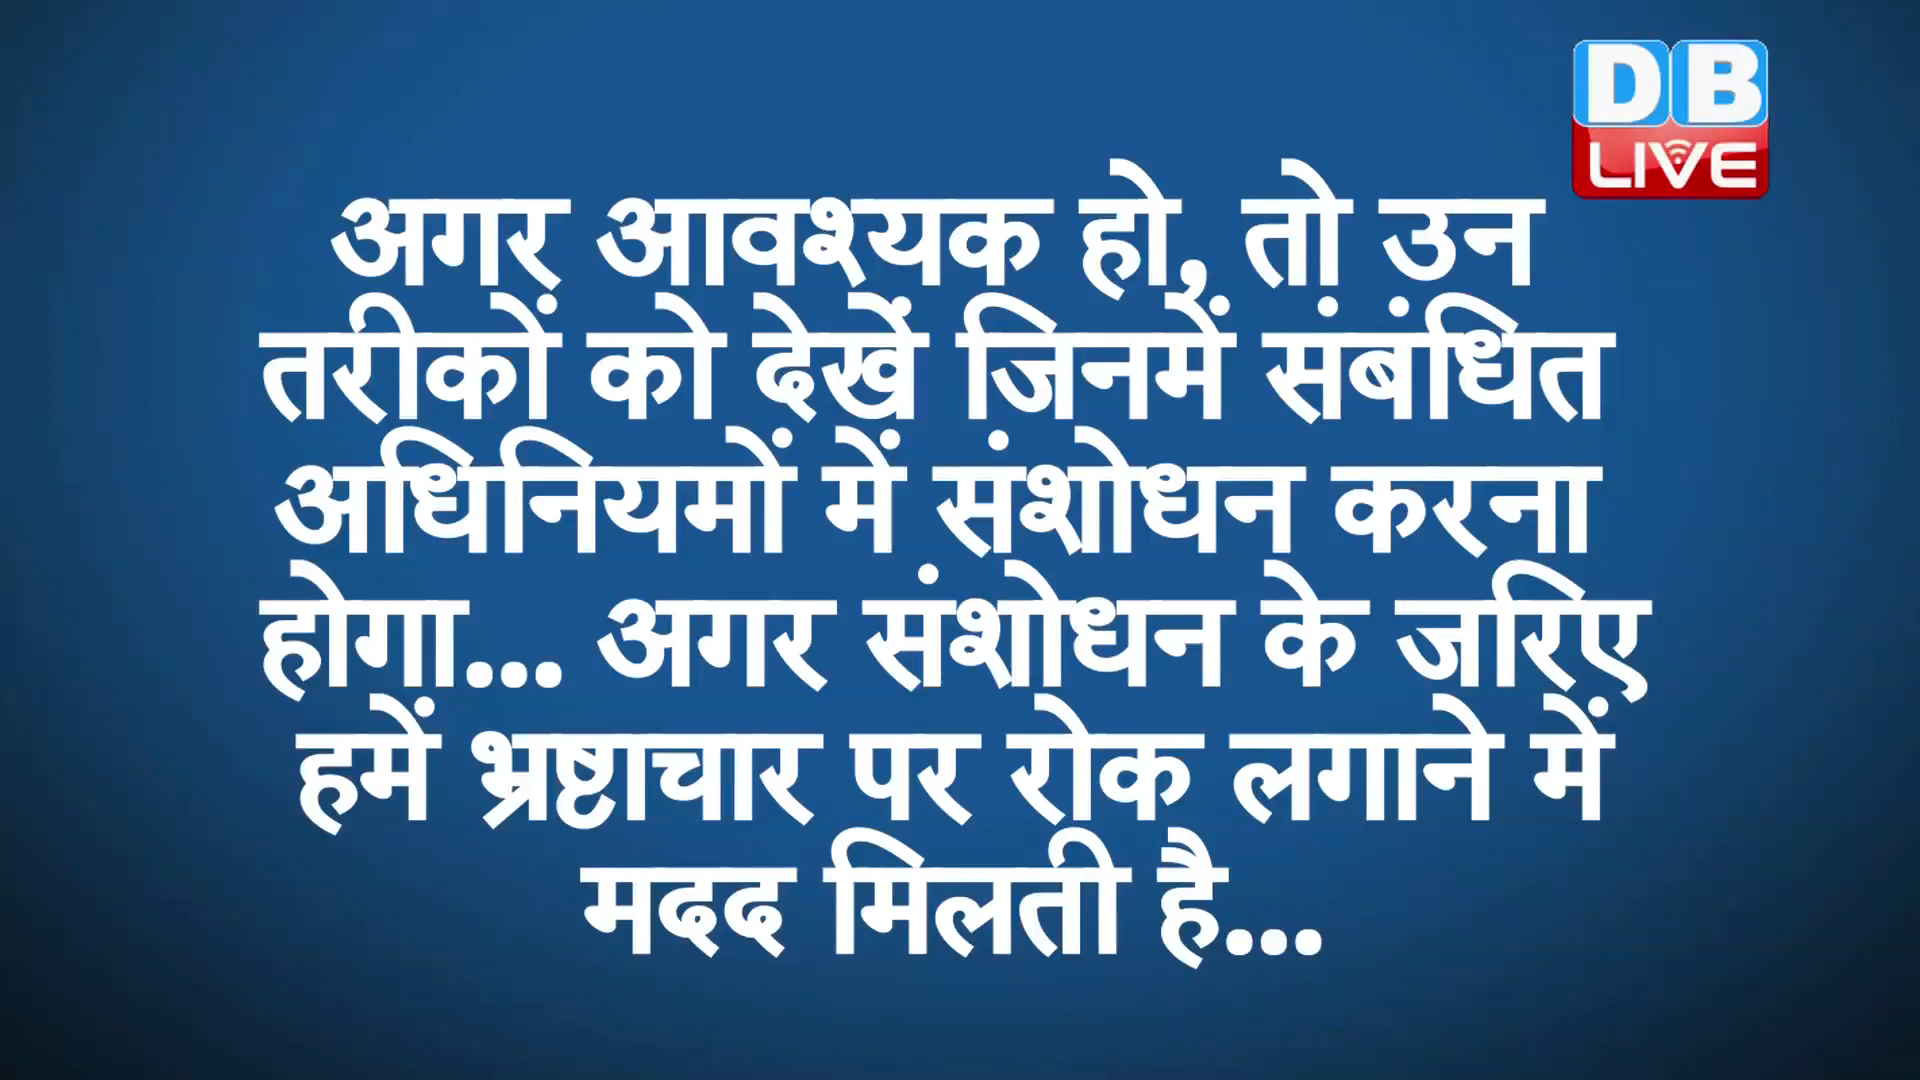 DB
LIVE
अगर आवश्यक हो, तो उन
तरीकों को देखें जिनमें संबंधित
अधिनियमों में संशोधन करना
होगा... अगर संशोधन के जरिए
हमें भ्रष्टाचार पर रोक लगाने में
मदद मिलती है...